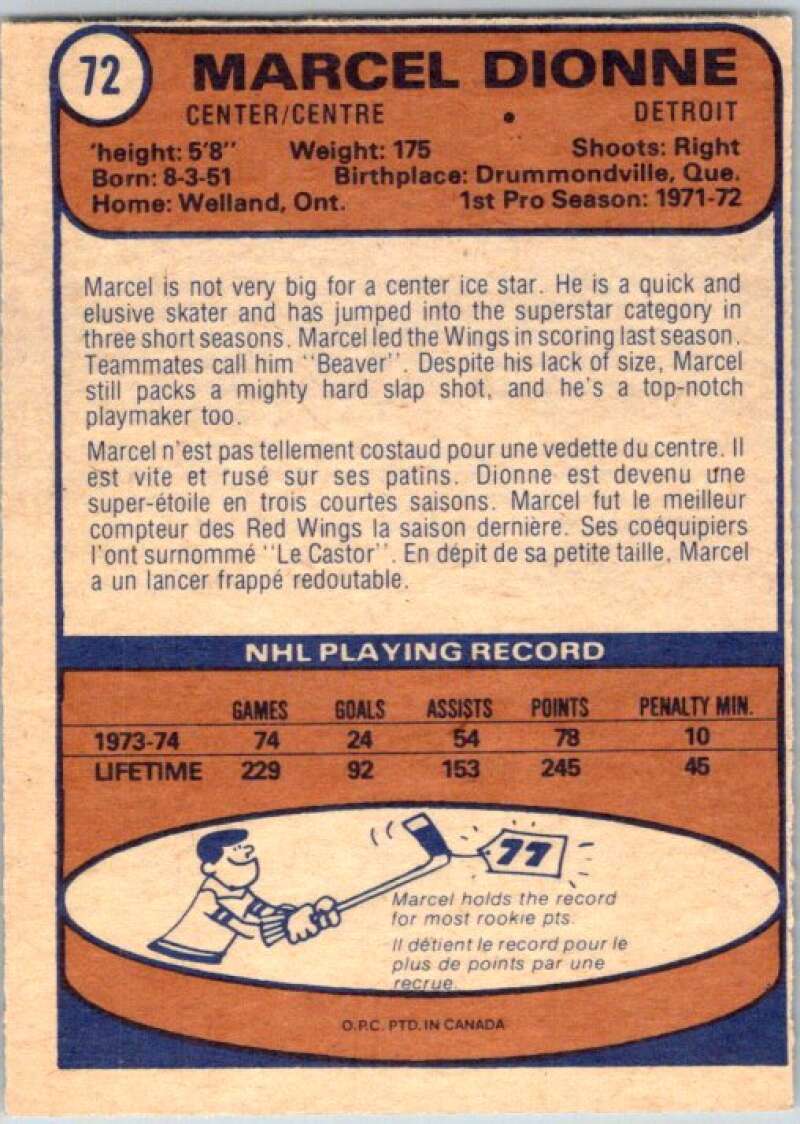 72
MARCEL DIONNE
CENTER/CENTRE • DETROIT
'height: 5'8" Weight: 175 Shoots: Right
Born: 8-3-51 Birthplace: Drummondville, Que.
Home: Welland, Ont. 1st Pro Season: 1971-72
Marcel is not very big for a center ice star. He is a quick and
elusive skater and has jumped into the superstar category in
three short seasons. Marcel led the Wings in scoring last season.
Teammates call him "Beaver". Despite his lack of size, Marcel
still packs a mighty hard slap shot, and he's a top-notch
playmaker too.
Marcel n'est pas tellement costaud pour une vedette du centre. Il
est vite et rusé sur ses patins. Dionne est devenu une
super-étoile en trois courtes saisons. Marcel fut le meilleur
compteur des Red Wings la saison dernière. Ses coéquipiers
l'ont surnommé "Le Castor". En dépit de sa petite taille, Marcel
a un lancer frappé redoutable.
NHL PLAYING RECORD
GAMES GOALS ASSISTS POINTS PENALTY MIN.
1973-74 74 24 54 78 10
LIFETIME 229 92 153 245 45
77
Marcel holds the record
for most rookie pts.
Il détient le record pour le
plus de points par une
recrue.
O.P.C. PTD. IN CANADA